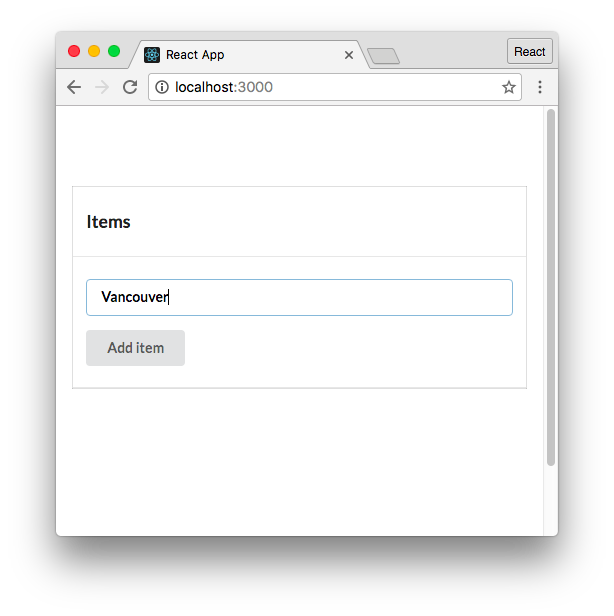 React App
React
localhost:3000
Items
Vancouver
Add item